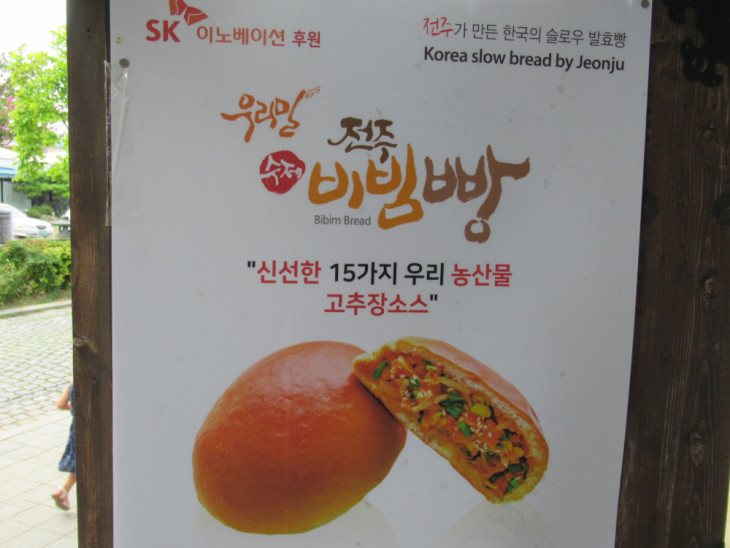 SK 이노베이션 후원
전주가 만든 한국의 슬로우 발효빵
Korea slow bread by Jeonju
우리밀
수제 전주 비빔빵
Bibim Bread
"신선한 15가지 우리 농산물
고추장소스"